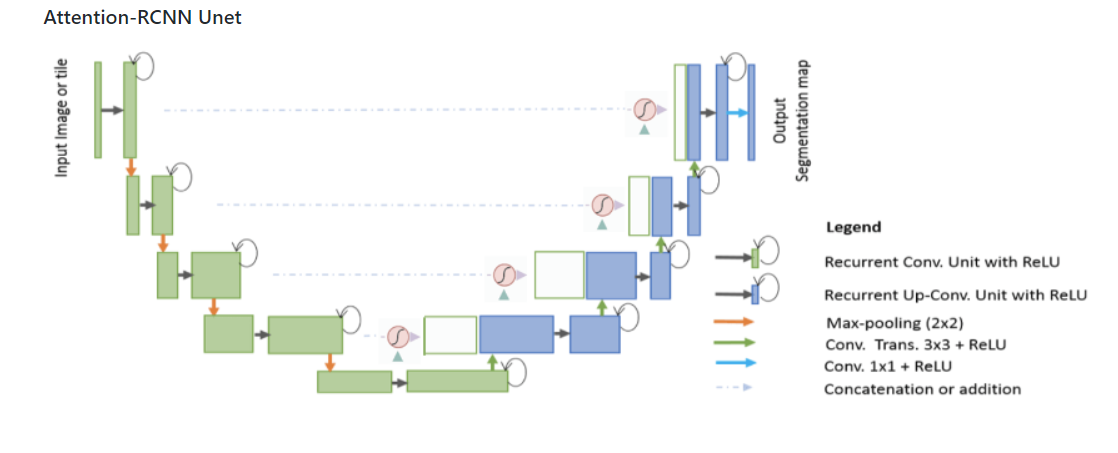 Attention-RCNN Unet
Input Image or tile
Output
Segmentation map
Legend
Recurrent Conv. Unit with ReLU
Recurrent Up-Conv. Unit with ReLU
Max-pooling (2x2)
Conv. Trans. 3x3 + ReLU
Conv. 1x1 + ReLU
Concatenation or addition